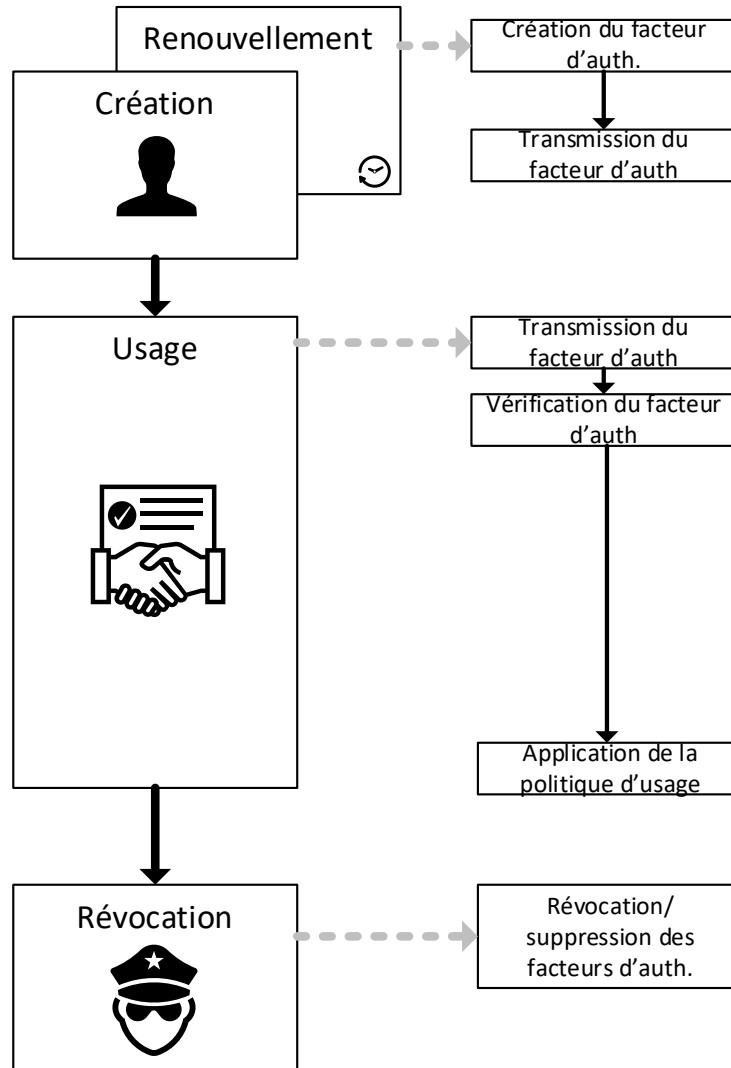 Renouvellement
Création
Création du facteur
d’auth.
Transmission du
facteur d’auth
Usage
Transmission du
facteur d’auth
Vérification du facteur
d’auth
Application de la
politique d’usage
Révocation
Révocation/
suppression des
facteurs d’auth.